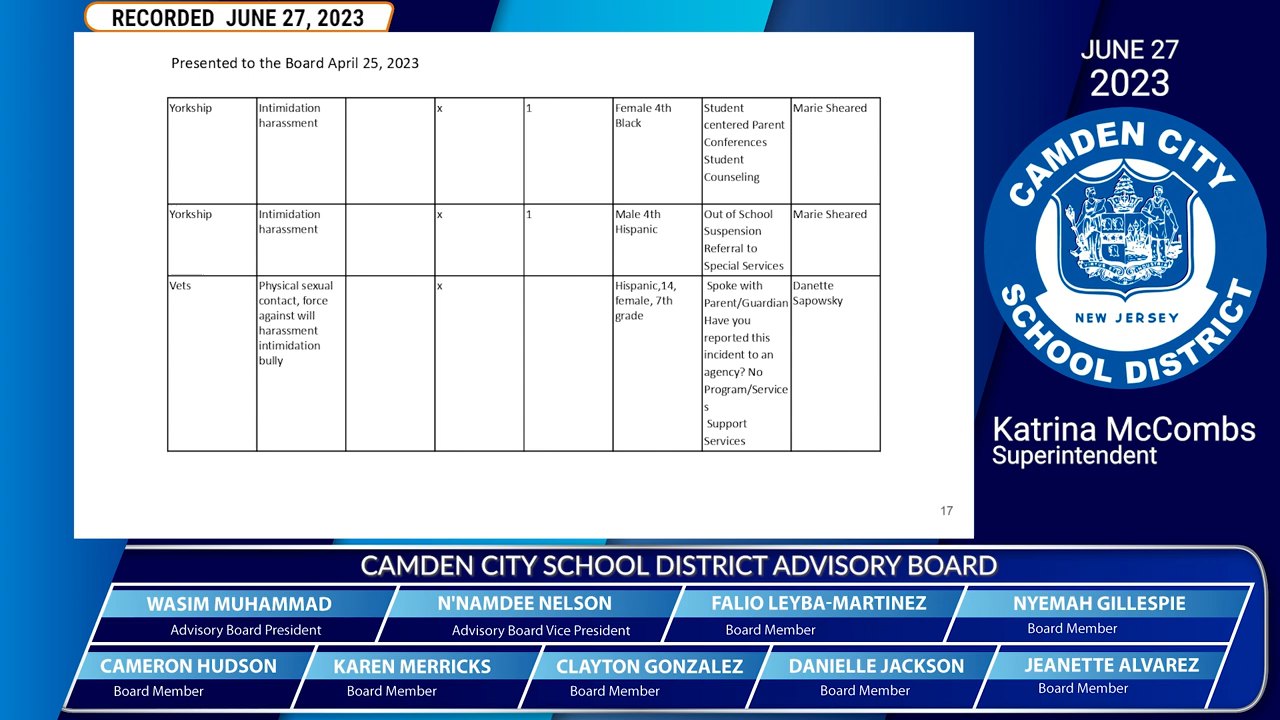 RECORDED JUNE 27, 2023
Presented to the Board April 25, 2023
Yorkship
Intimidation
harassment
x
1
Female 4th
Black
Student
centered Parent
Conferences
Student
Counseling
Marie Sheared
Yorkship
Intimidation
harassment
x
1
Male 4th
Hispanic
Out of School
Suspension
Referral to
Special Services
Marie Sheared
Vets
Physical sexual
contact, force
against will
harassment
intimidation
bully
x
Hispanic,14,
female, 7th
grade
Spoke with
Parent/Guardian
Have you
reported this
incident to an
agency? No
Program/Service
s
Support
Services
Danette
Sapowsky
17
JUNE 27
2023
CAMDEN CITY
NEW JERSEY
SCHOOL DISTRICT
Katrina McCombs
Superintendent
CAMDEN CITY SCHOOL DISTRICT ADVISORY BOARD
WASIM MUHAMMAD
Advisory Board President
N'NAMDEE NELSON
Advisory Board Vice President
FALIO LEYBA-MARTINEZ
Board Member
NYEMAH GILLESPIE
Board Member
CAMERON HUDSON
Board Member
KAREN MERRICKS
Board Member
CLAYTON GONZALEZ
Board Member
DANIELLE JACKSON
Board Member
JEANETTE ALVAREZ
Board Member